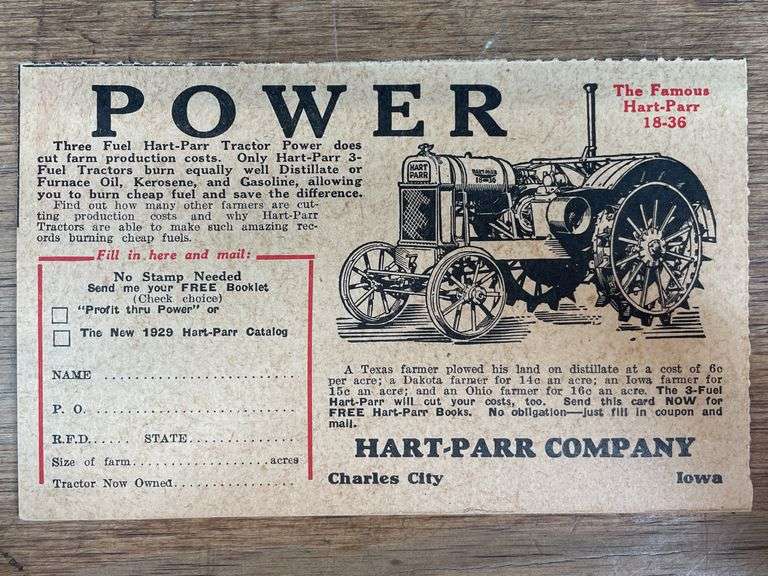 POWER
The Famous
Hart-Parr
18-36
Three Fuel Hart-Parr Tractor Power does
cut farm production costs. Only Hart-Parr 3-
Fuel Tractors burn equally well Distillate or
Furnace Oil, Kerosene, and Gasoline, allowing
you to burn cheap fuel and save the difference.
Find out how many other farmers are cut-
ting production costs and why Hart-Parr
Tractors are able to make such amazing rec-
ords burning cheap fuels.
HART
PARR
HART-PARR
18-36
Fill in here and mail:
No Stamp Needed
Send me your FREE Booklet
(Check choice)
"Profit thru Power" or
The New 1929 Hart-Parr Catalog
NAME
P. O.
R.F.D. STATE
Size of farm acres
Tractor Now Owned
A Texas farmer plowed his land on distillate at a cost of 6c
per acre; a Dakota farmer for 14c an acre; an Iowa farmer for
15c an acre; and an Ohio farmer for 16c an acre. The 3-Fuel
Hart-Parr will cut your costs, too. Send this card NOW for
FREE Hart-Parr Books. No obligation—just fill in coupon and
mail.
HART-PARR COMPANY
Charles City Iowa